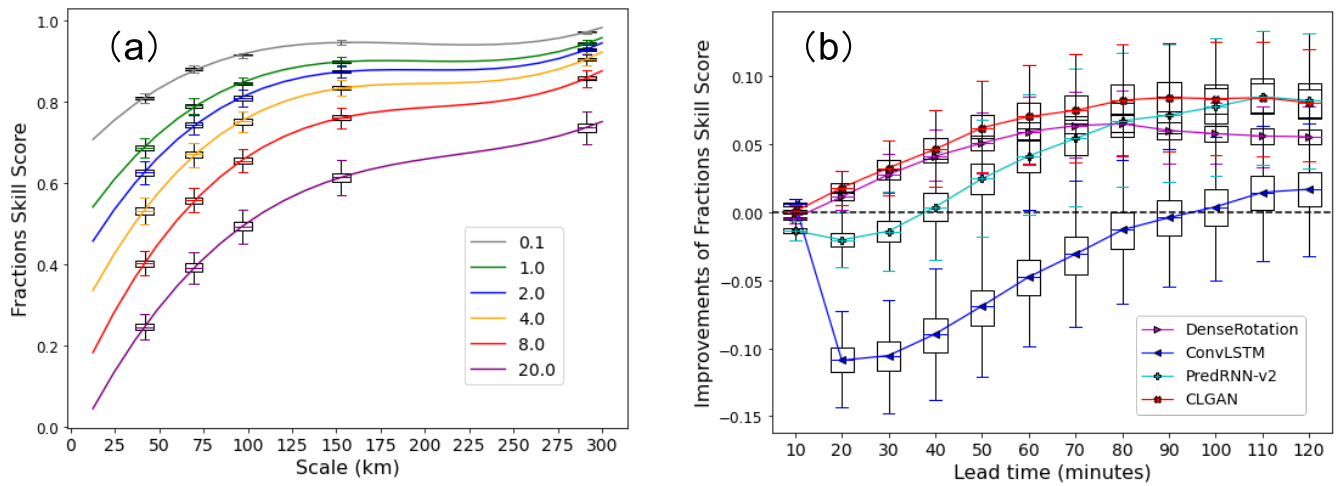 (a)
Fractions Skill Score
1.0
0.8
0.6
0.4
0.2
0.0
0.1
1.0
2.0
4.0
8.0
20.0
0 25 50 75 100 125 150 175 200 225 250 275 300
Scale (km)
(b)
Improvements of Fractions Skill Score
0.10
0.05
0.00
−0.05
−0.10
−0.15
DenseRotation
ConvLSTM
PredRNN-v2
CLGAN
10 20 30 40 50 60 70 80 90 100 110 120
Lead time (minutes)